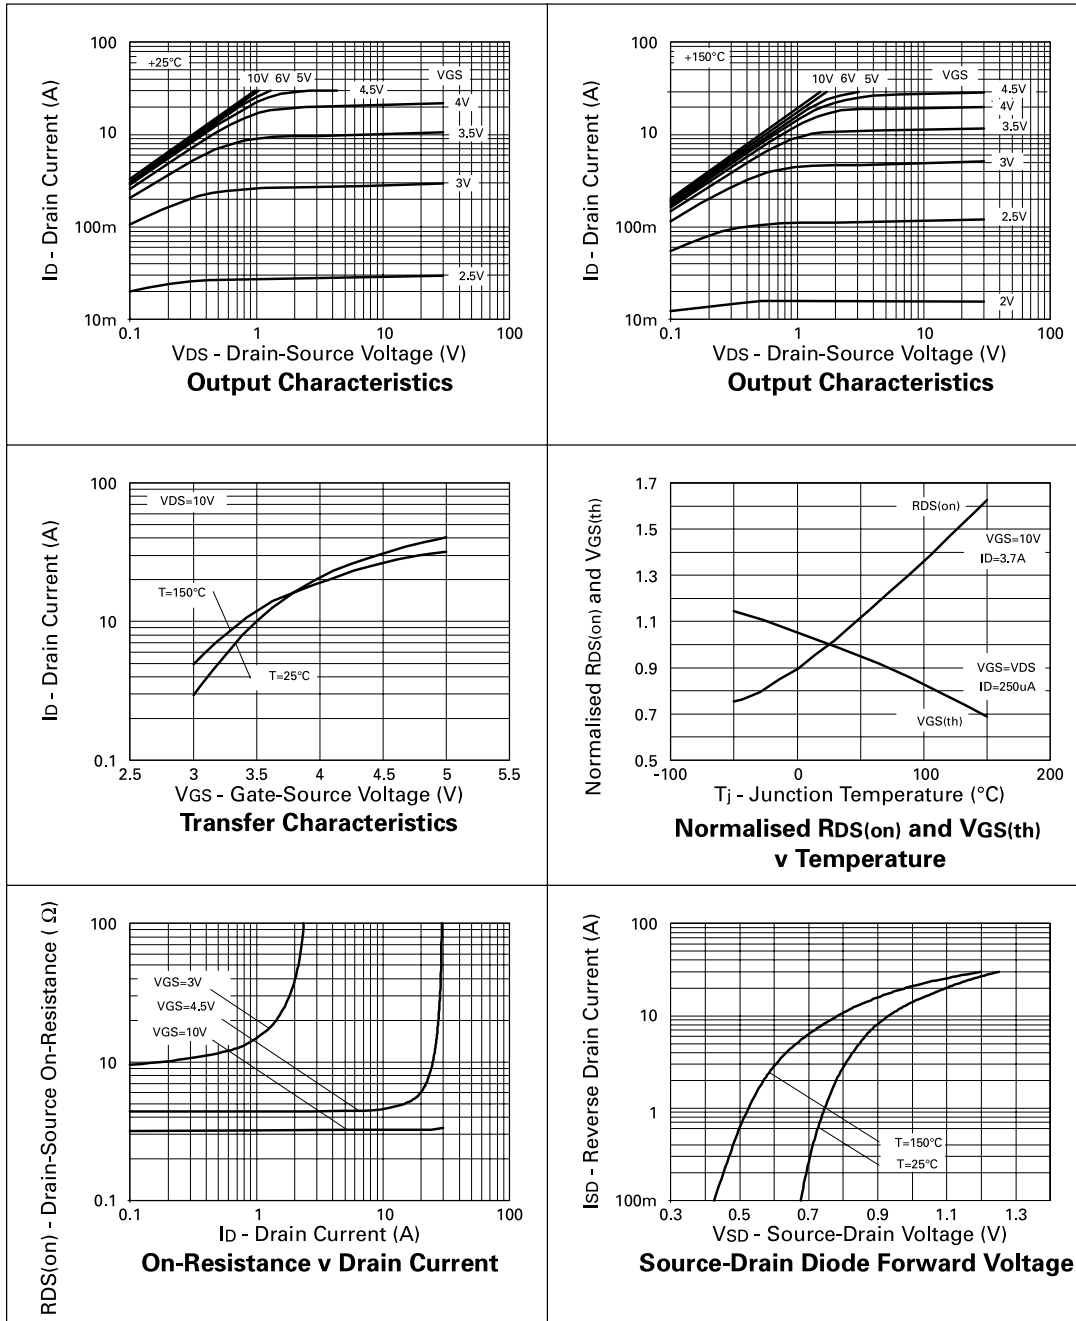 100
10
100m
10m
+25°C
10V 6V 5V
VGS
4.5V
4V
3.5V
3V
2.5V
0.1 1 10 100
ID - Drain Current (A)
VDS - Drain-Source Voltage (V)
Output Characteristics
100
10
100m
10m
+150°C
10V 6V 5V
VGS
4.5V
4V
3.5V
3V
2.5V
2V
0.1 1 10 100
ID - Drain Current (A)
VDS - Drain-Source Voltage (V)
Output Characteristics
100
10
0.1
VDS=10V
T=150°C
T=25°C
2.5 3 3.5 4 4.5 5 5.5
ID - Drain Current (A)
VGS - Gate-Source Voltage (V)
Transfer Characteristics
1.7
1.5
1.3
1.1
0.9
0.7
0.5
RDS(on)
VGS=10V
ID=3.7A
VGS=VDS
ID=250uA
VGS(th)
-100 0 100 200
Normalised RDS(on) and VGS(th)
Tj - Junction Temperature (°C)
Normalised RDS(on) and VGS(th)
v Temperature
100
10
0.1
VGS=3V
VGS=4.5V
VGS=10V
0.1 1 10 100
RDS(on) - Drain-Source On-Resistance (Ω)
ID - Drain Current (A)
On-Resistance v Drain Current
100
10
1
100m
T=150°C
T=25°C
0.3 0.5 0.7 0.9 1.1 1.3
ISD - Reverse Drain Current (A)
VSD - Source-Drain Voltage (V)
Source-Drain Diode Forward Voltage